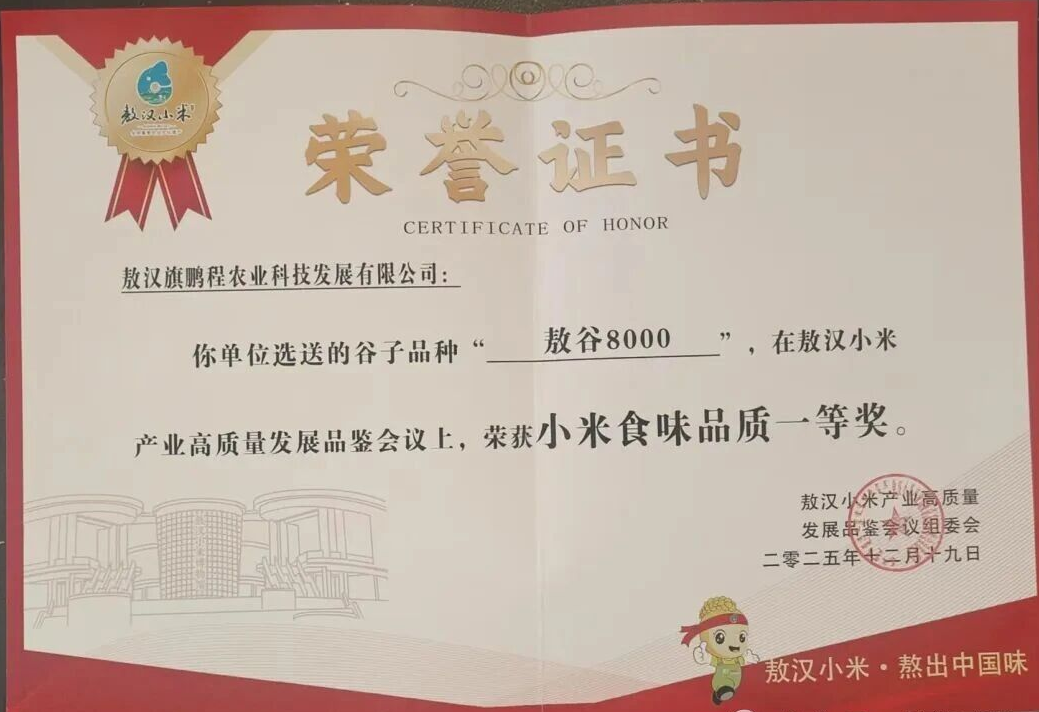 敖汉小米
荣誉证书
CERTIFICATE OF HONOR
敖汉旗鹏程农业科技发展有限公司：
你单位选送的谷子品种“敖谷8000”，在敖汉小米
产业高质量发展品鉴会议上，荣获小米食味品质一等奖。
敖汉小米产业高质量
发展品鉴会议组委会
二零二五年十二月十九日
敖汉小米·熬出中国味